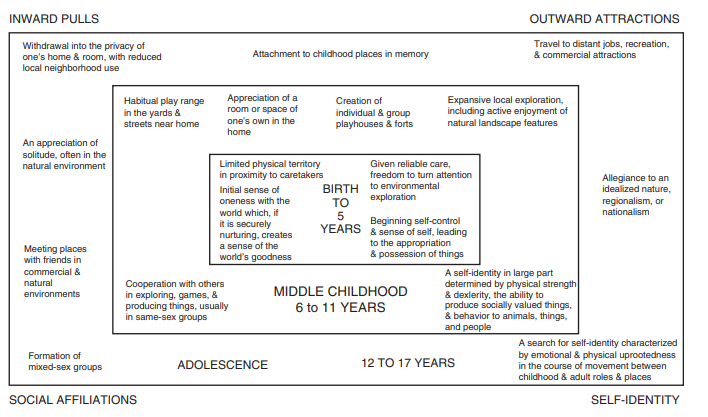 INWARD PULLS
OUTWARD ATTRACTIONS
Withdrawal into the privacy of
one's home & room, with reduced
local neighborhood use
Attachment to childhood places in memory
Travel to distant jobs, recreation,
& commercial attractions
Habitual play range
in the yards &
streets near home
Appreciation of a
room or space of
one's own in the
home
Creation of
individual & group
playhouses & forts
Expansive local exploration,
including active enjoyment of
natural landscape features
An appreciation of
solitude, often in the
natural environment
Limited physical territory
in proximity to caretakers
Initial sense of
oneness with the
world which, if
it is securely
nurturing, creates
a sense of the
world's goodness
BIRTH
TO
5
YEARS
Given reliable care,
freedom to turn attention
to environmental
exploration
Beginning self-control
& sense of self, leading
to the appropriation
& possession of things
Allegiance to an
idealized nature,
regionalism, or
nationalism
Meeting places
with friends in
commercial &
natural
environments
Cooperation with others
in exploring, games, &
producing things, usually
in same-sex groups
MIDDLE CHILDHOOD
6 to 11 YEARS
A self-identity in large part
determined by physical strength
& dexlerity, the ability to
produce socially valued things,
& behavior to animals, things,
and people
Formation of
mixed-sex groups
ADOLESCENCE
12 TO 17 YEARS
A search for self-identity characterized
by emotional & physical uprootedness
in the course of movement between
childhood & adult roles & places
SOCIAL AFFILIATIONS
SELF-IDENTITY